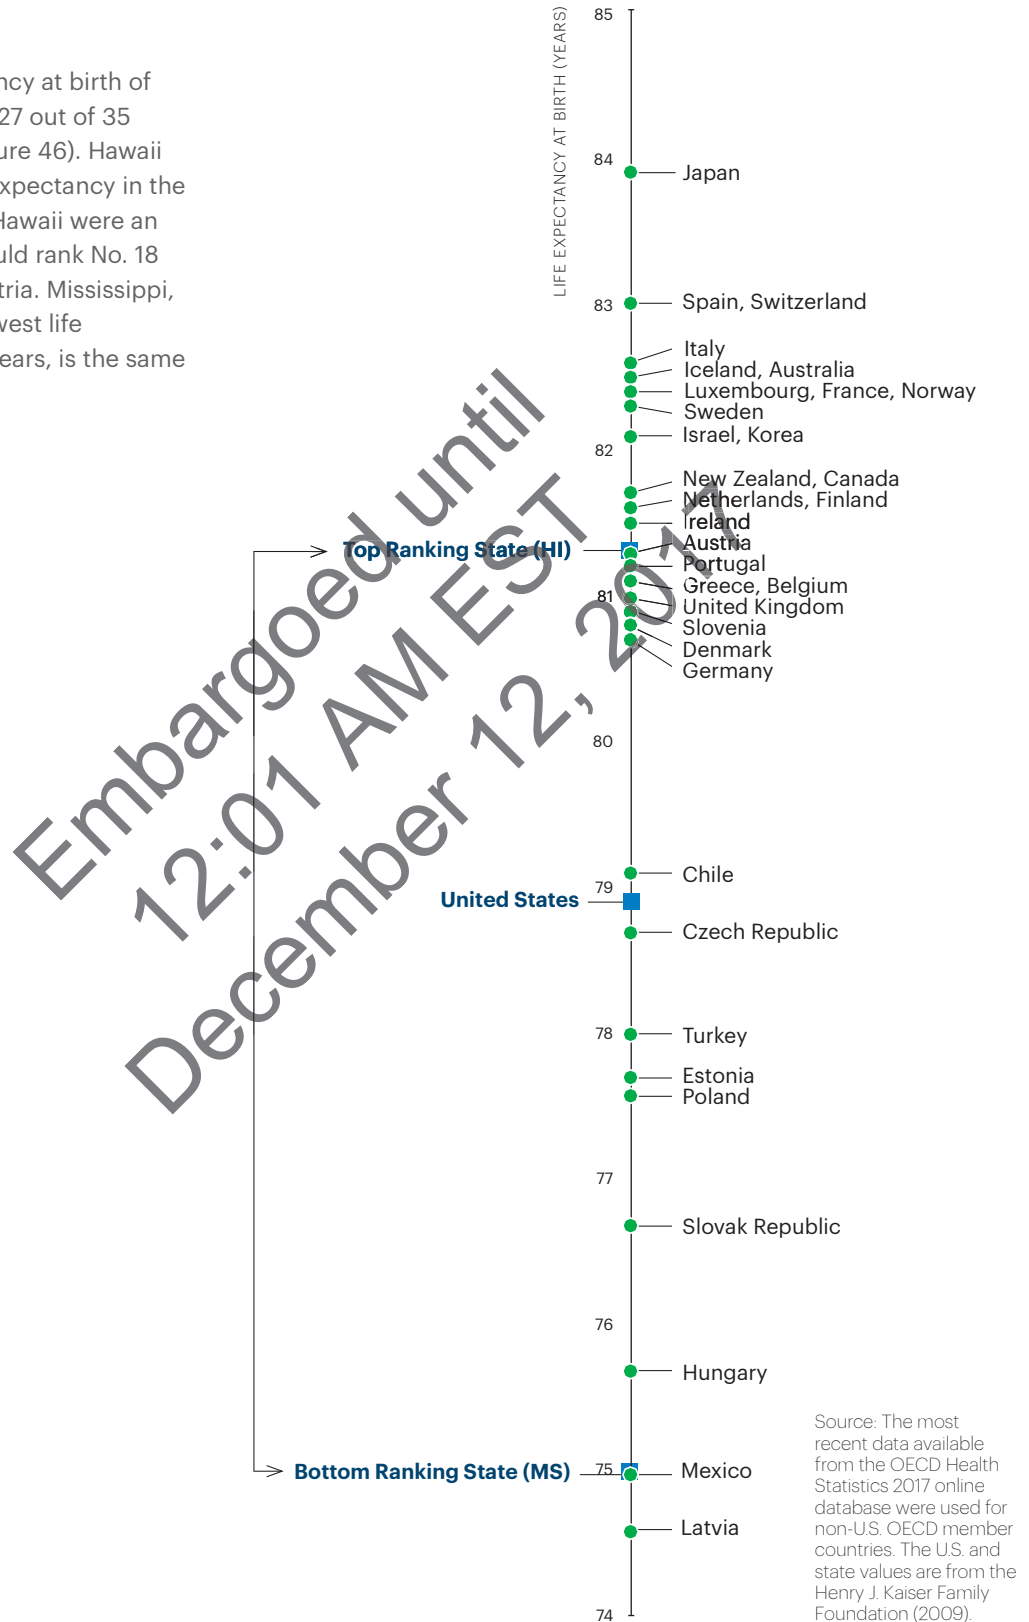 ncy at birth of
27 out of 35
ure 46). Hawaii
expectancy in the
Hawaii were an
uld rank No. 18
tria. Mississippi,
west life
ears, is the same
LIFE EXPECTANCY AT BIRTH (YEARS)
85
84
Japan
83
Spain, Switzerland
Italy
Iceland, Australia
Luxembourg, France, Norway
Sweden
Israel, Korea
82
New Zealand, Canada
Netherlands, Finland
Ireland
Top Ranking State (HI)
Austria
Portugal
Greece, Belgium
81
United Kingdom
Slovenia
Denmark
Germany
80
Chile
79
United States
Czech Republic
78
Turkey
Estonia
Poland
77
Slovak Republic
76
Hungary
Bottom Ranking State (MS)
75
Mexico
Latvia
74
Source: The most
recent data available
from the OECD Health
Statistics 2017 online
database were used for
non-U.S. OECD member
countries. The U.S. and
state values are from the
Henry J. Kaiser Family
Foundation (2009).
Embargoed until
12:01 AM EST
December 12, 2017